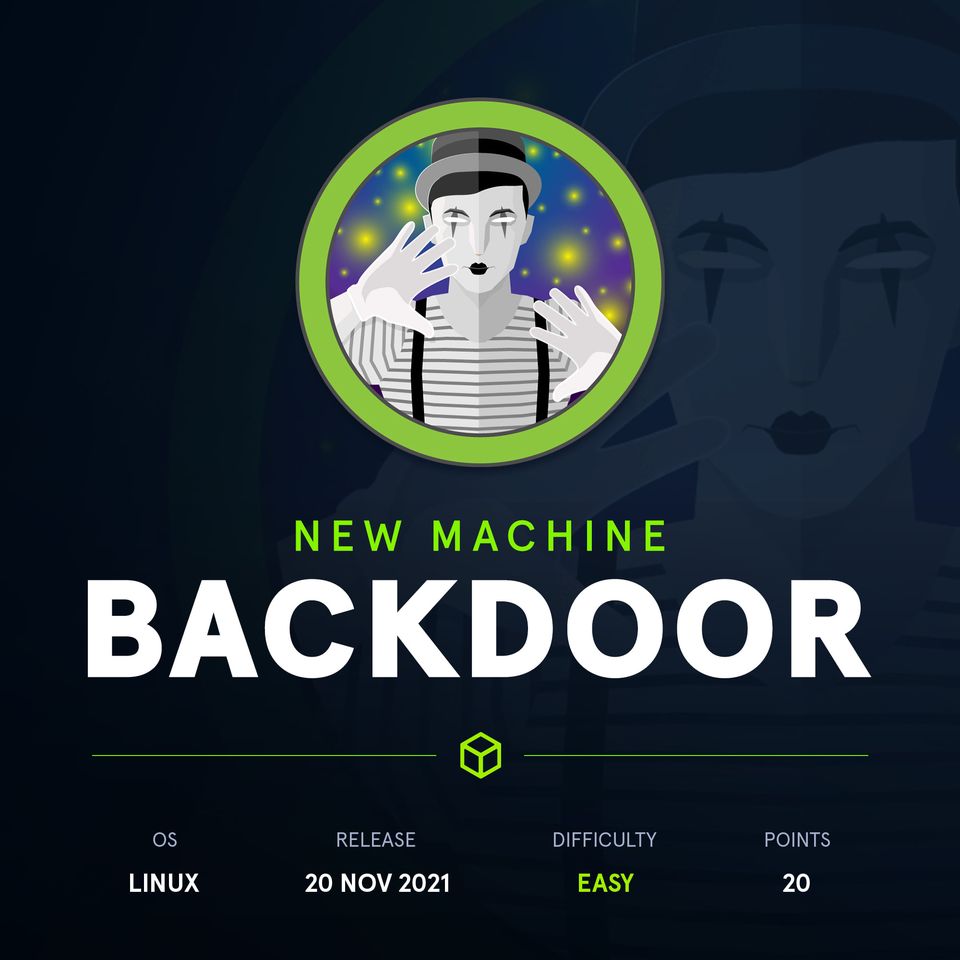 NEW MACHINE
BACKDOOR
OS RELEASE DIFFICULTY POINTS
LINUX 20 NOV 2021 EASY 20